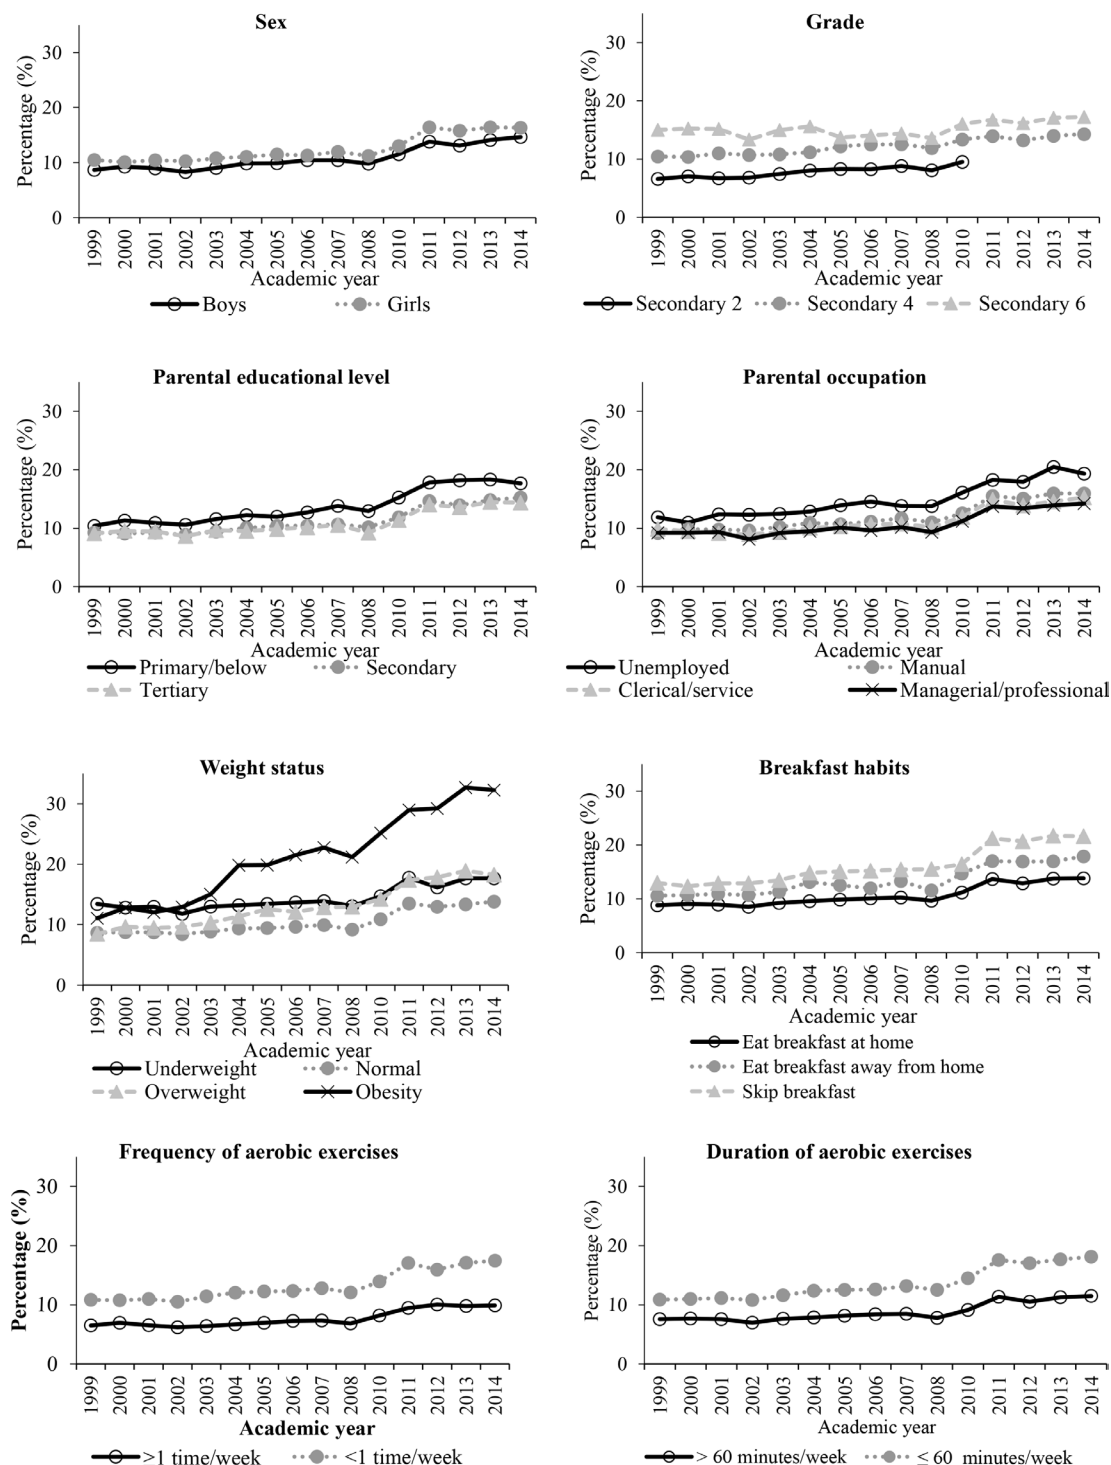 Sex
Percentage (%)
30
20
10
0
1999 2000 2001 2002 2003 2004 2005 2006 2007 2008 2010 2011 2012 2013 2014
Academic year
Boys Girls
Grade
Percentage (%)
30
20
10
0
1999 2000 2001 2002 2003 2004 2005 2006 2007 2008 2010 2011 2012 2013 2014
Academic year
Secondary 2 Secondary 4 Secondary 6
Parental educational level
Percentage (%)
30
20
10
0
1999 2000 2001 2002 2003 2004 2005 2006 2007 2008 2010 2011 2012 2013 2014
Academic year
Primary/below Secondary
Tertiary
Parental occupation
Percentage (%)
30
20
10
0
1999 2000 2001 2002 2003 2004 2005 2006 2007 2008 2010 2011 2012 2013 2014
Academic year
Unemployed Manual
Clerical/service Managerial/professional
Weight status
Percentage (%)
30
20
10
0
1999 2000 2001 2002 2003 2004 2005 2006 2007 2008 2010 2011 2012 2013 2014
Academic year
Underweight Normal
Overweight Obesity
Breakfast habits
Percentage (%)
30
20
10
0
1999 2000 2001 2002 2003 2004 2005 2006 2007 2008 2010 2011 2012 2013 2014
Academic year
Eat breakfast at home
Eat breakfast away from home
Skip breakfast
Frequency of aerobic exercises
Percentage (%)
30
20
10
0
1999 2000 2001 2002 2003 2004 2005 2006 2007 2008 2010 2011 2012 2013 2014
Academic year
>1 time/week <1 time/week
Duration of aerobic exercises
Percentage (%)
30
20
10
0
1999 2000 2001 2002 2003 2004 2005 2006 2007 2008 2010 2011 2012 2013 2014
Academic year
> 60 minutes/week ≤ 60 minutes/week